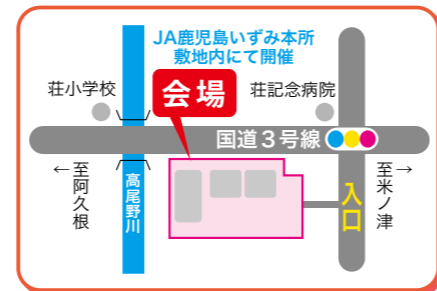 JA鹿児島いずみ本所
敷地内にて開催
荘小学校
会場
荘記念病院
国道3号線
←至阿久根
高尾野川
入口
至米ノ津→